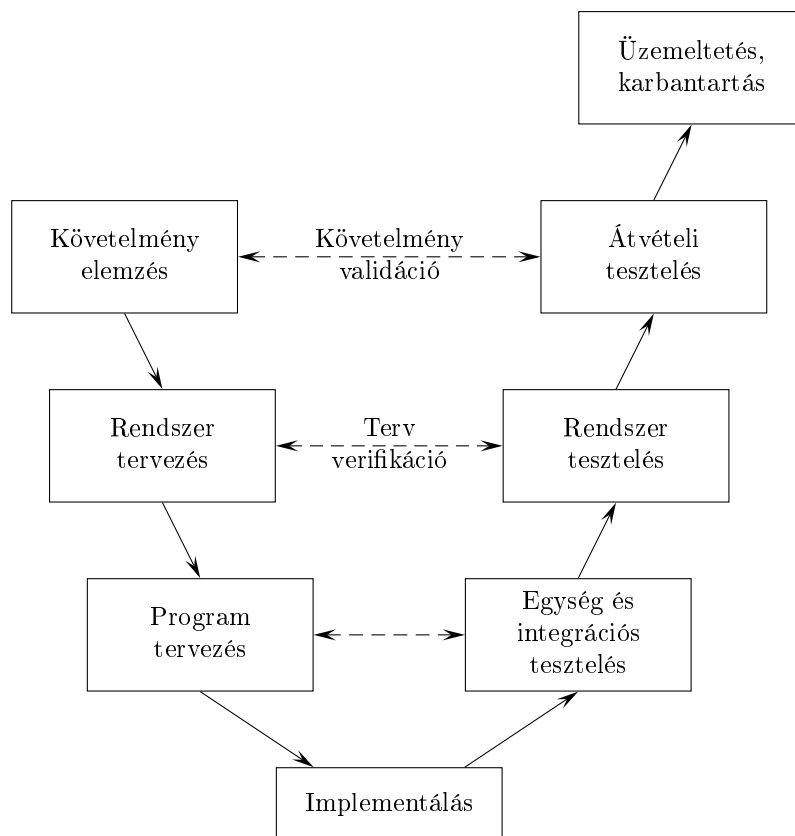 Üzemeltetés,
karbantartás
Követelmény
elemzés
Követelmény
validáció
Átvételi
tesztelés
Rendszer
tervezés
Terv
verifikáció
Rendszer
tesztelés
Program
tervezés
Egység és
integrációs
tesztelés
Implementálás